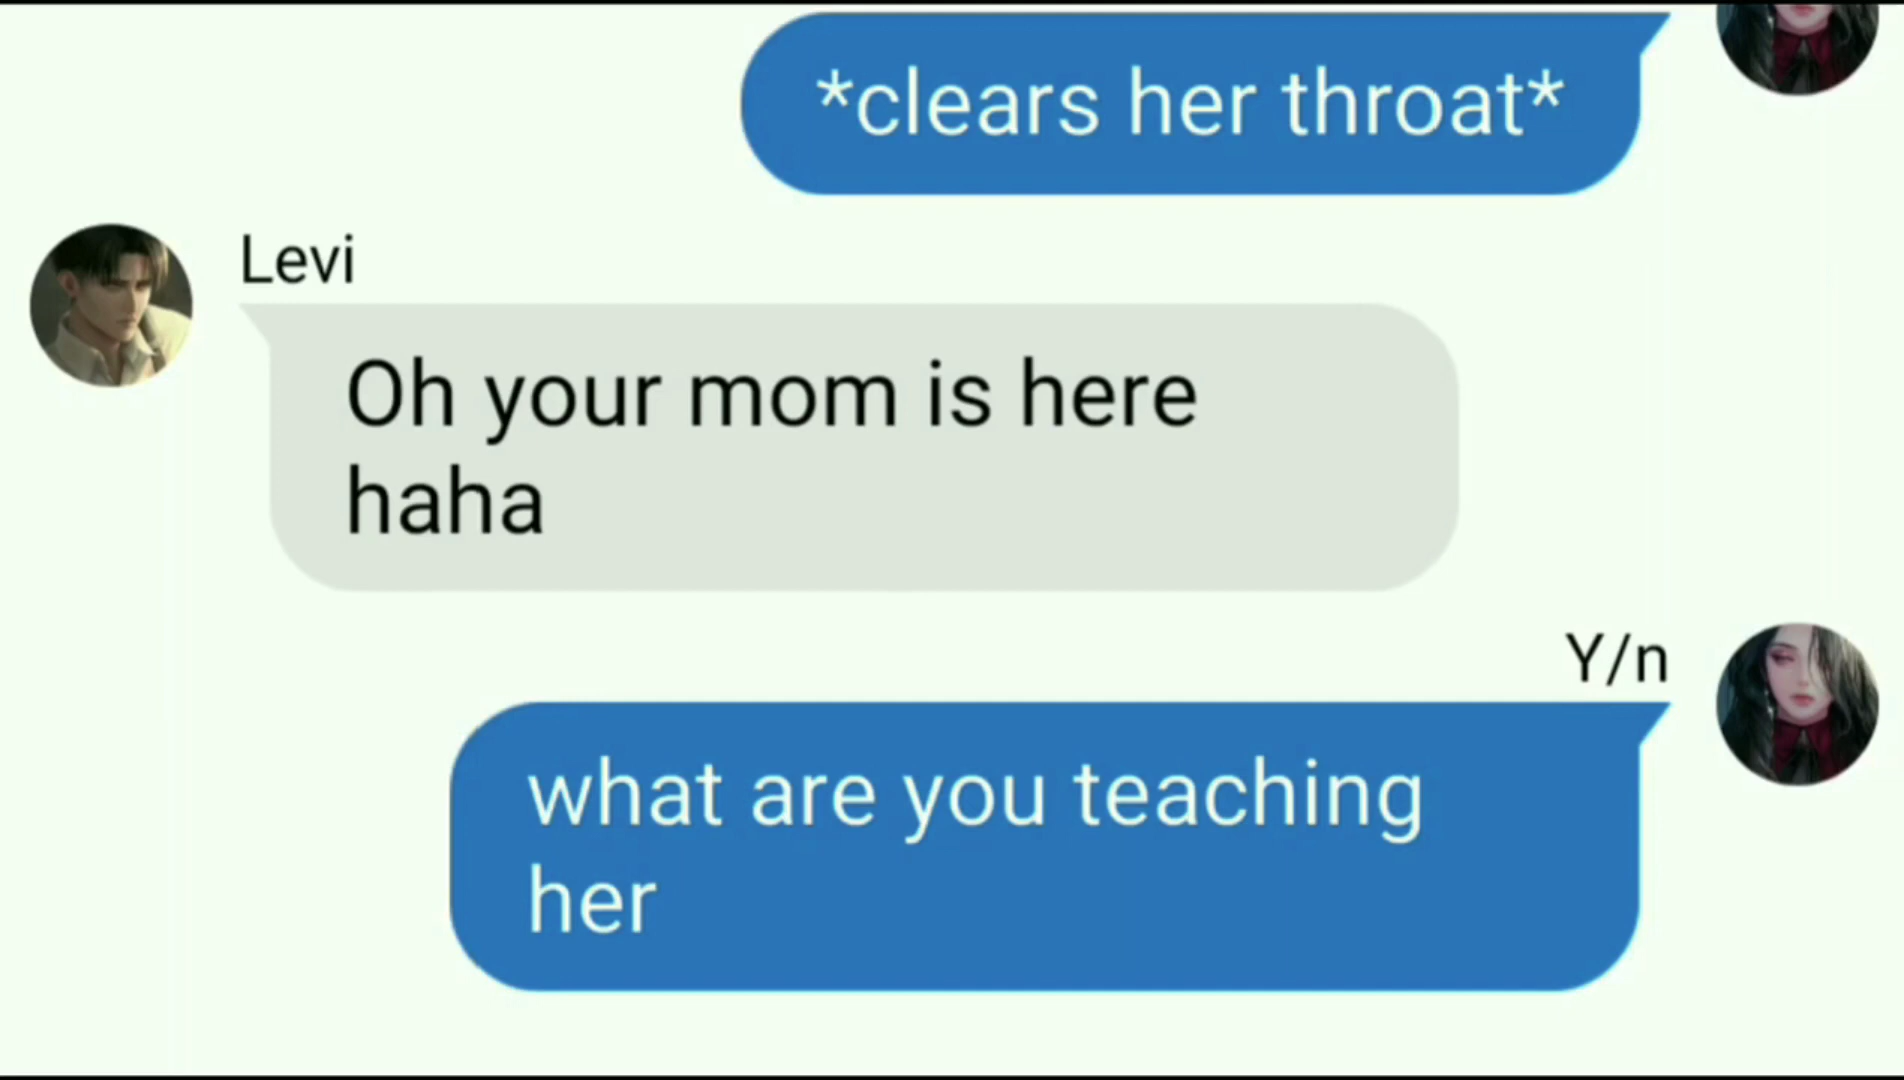 *clears her throat*
Levi
Oh your mom is here
haha
Y/n
what are you teaching
her